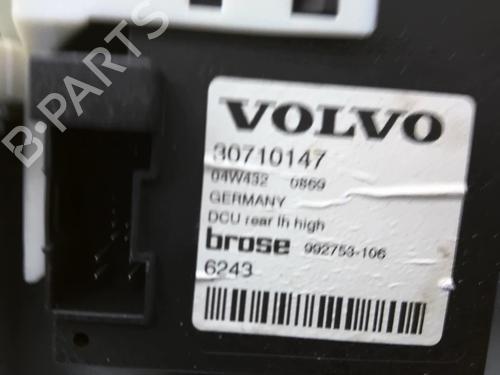 B-PARTS
VOLVO
30710147
04W432 0869
GERMANY
DCU rear lh high
brose 992753-106
6243